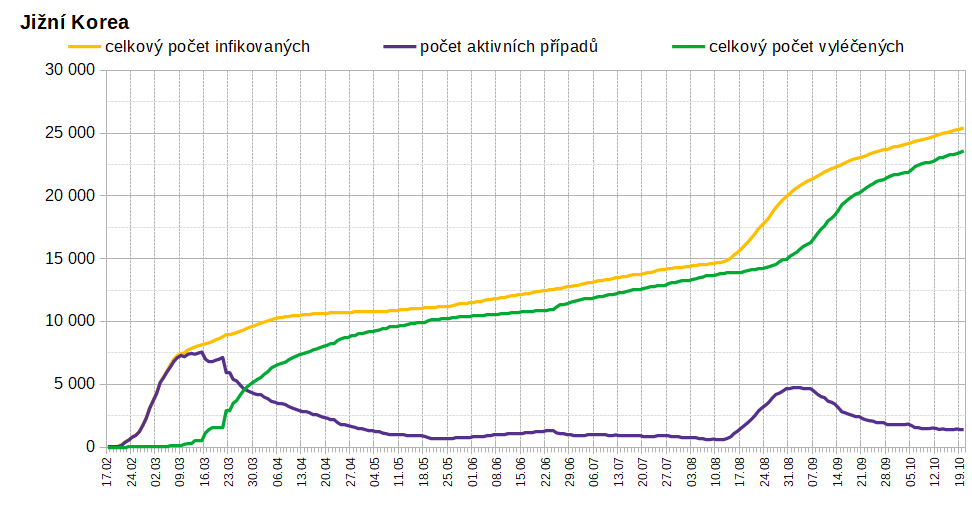 Jižní Korea
celkový počet infikovaných počet aktivních případů celkový počet vyléčených
30 000
25 000
20 000
15 000
10 000
5 000
0
17.02 24.02 02.03 09.03 16.03 23.03 30.03 06.04 13.04 20.04 27.04 04.05 11.05 18.05 25.05 01.06 08.06 15.06 22.06 29.06 06.07 13.07 20.07 27.07 03.08 10.08 17.08 24.08 31.08 07.09 14.09 21.09 28.09 05.10 12.10 19.10